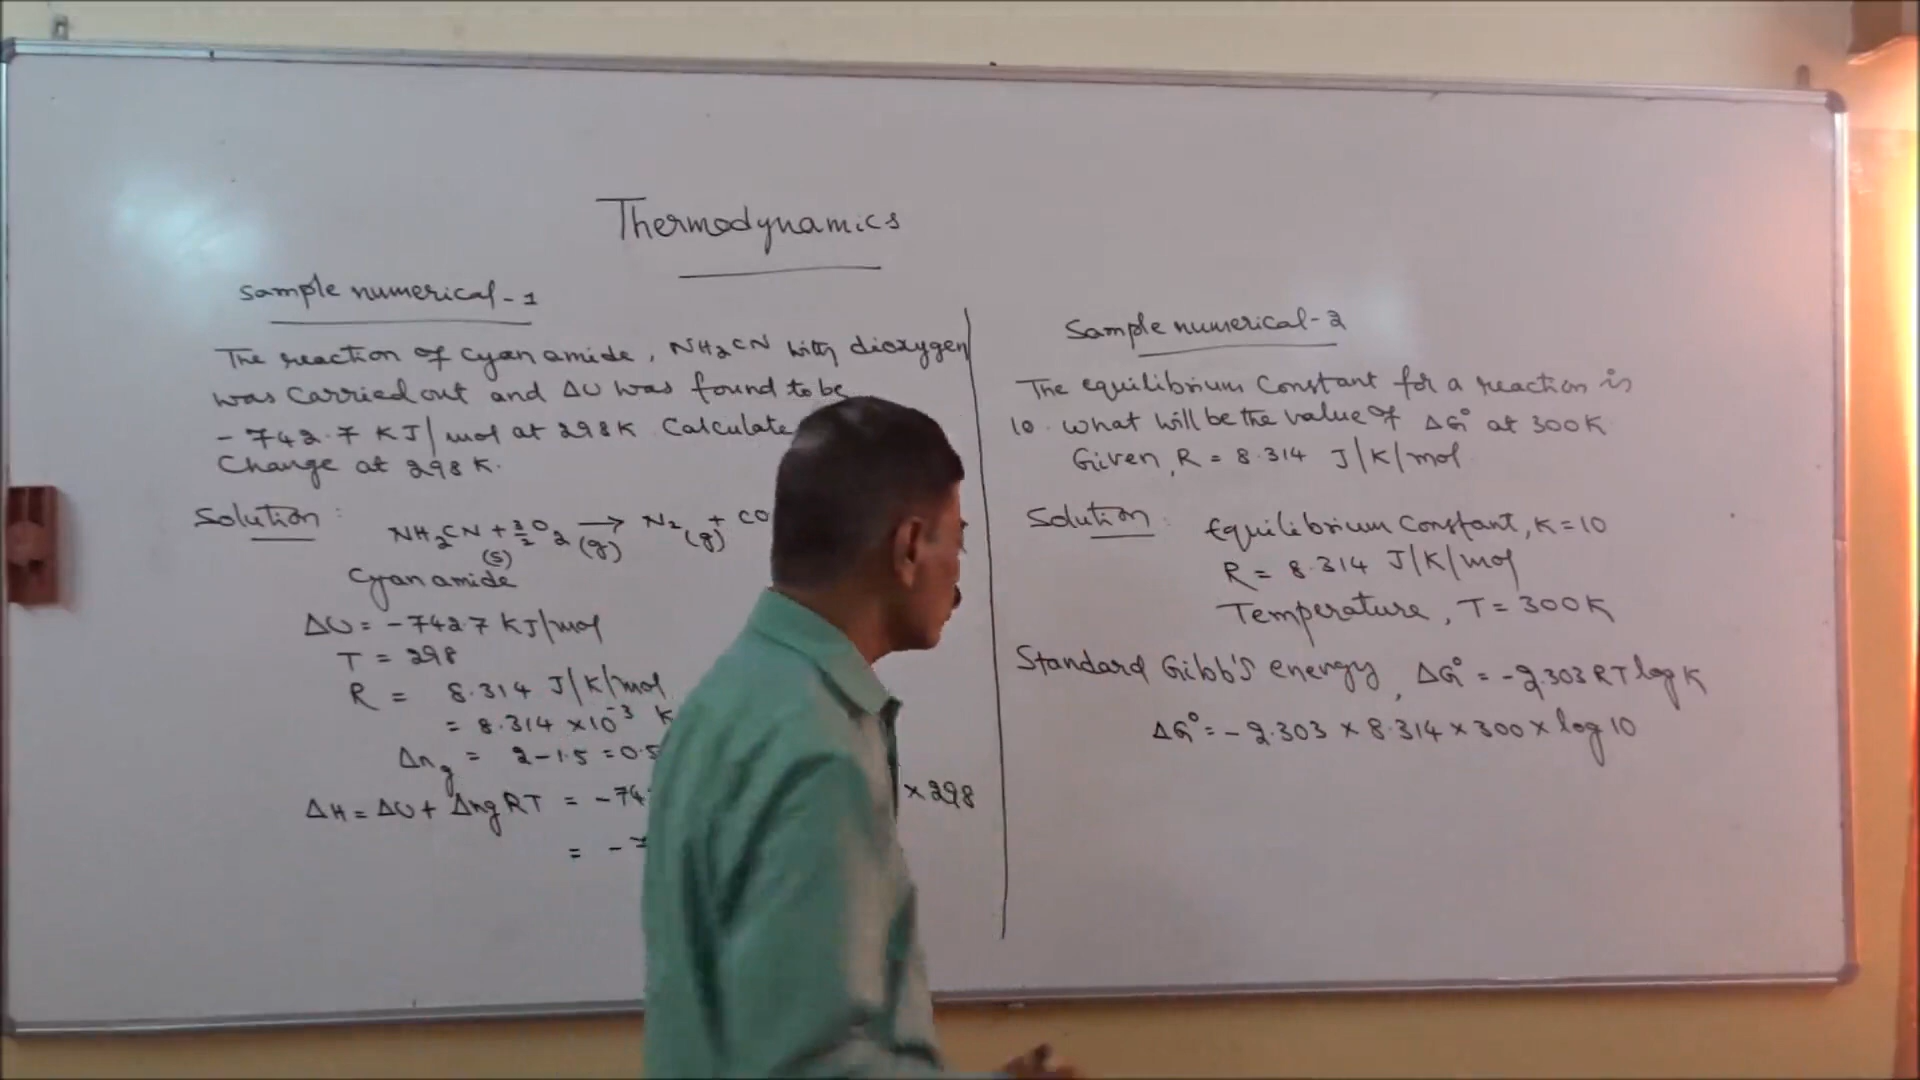 Thermodynamics
Sample numerical-1
The reaction of cyanamide, NH₂CN with dioxygen
was carried out and ΔU was found to be
-742.7 KJ/mol at 298K. Calculate
Change at 298 K.
Solution:
NH₂CN (s) + 3/2 O₂ (g) → N₂ (g) + CO
Cyanamide
ΔU = -742.7 KJ/mol
T = 298
R = 8.314 J/K/mol
= 8.314 ×10⁻³ K
Δng = 2-1.5 = 0.5
ΔH = ΔU + Δng RT = -74 × 298
= -7
Sample numerical-2
The equilibrium Constant for a reaction is
10. what will be the value of ΔG° at 300K
Given, R = 8.314 J/K/mol
Solution: Equilibrium Constant, K=10
R = 8.314 J/K/mol
Temperature, T = 300K
Standard Gibb's energy, ΔG° = -2.303 RT log K
ΔG° = -2.303 × 8.314 × 300 × log 10